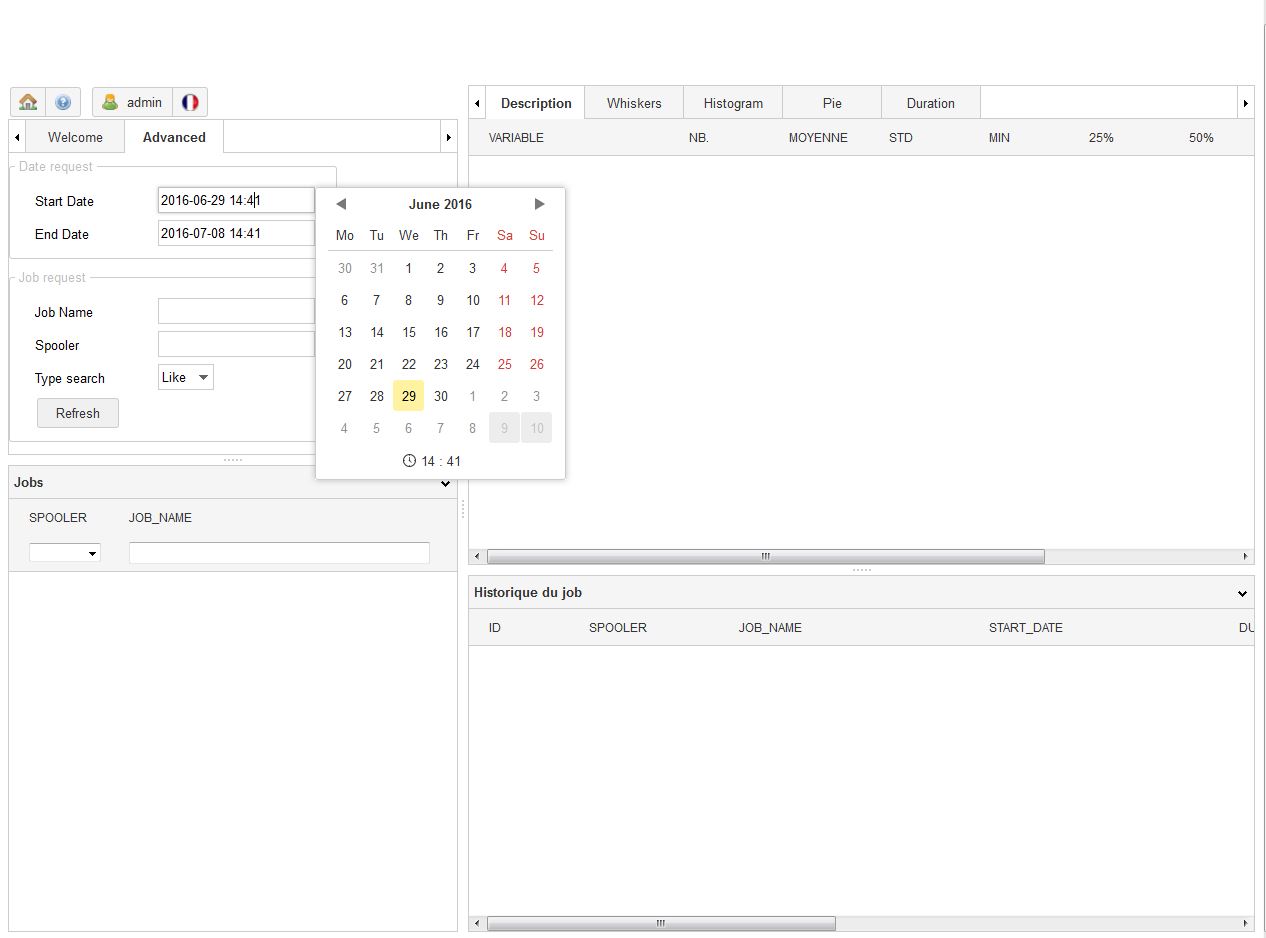 admin
Welcome Advanced
Date request
Start Date 2016-06-29 14:41
End Date 2016-07-08 14:41
Job request
Job Name
Spooler
Type search Like
Refresh
June 2016
Mo Tu We Th Fr Sa Su
30 31 1 2 3 4 5
6 7 8 9 10 11 12
13 14 15 16 17 18 19
20 21 22 23 24 25 26
27 28 29 30 1 2 3
4 5 6 7 8 9 10
14 : 41
Jobs
SPOOLER JOB_NAME
Description Whiskers Histogram Pie Duration
VARIABLE NB. MOYENNE STD MIN 25% 50%
Historique du job
ID SPOOLER JOB_NAME START_DATE DU